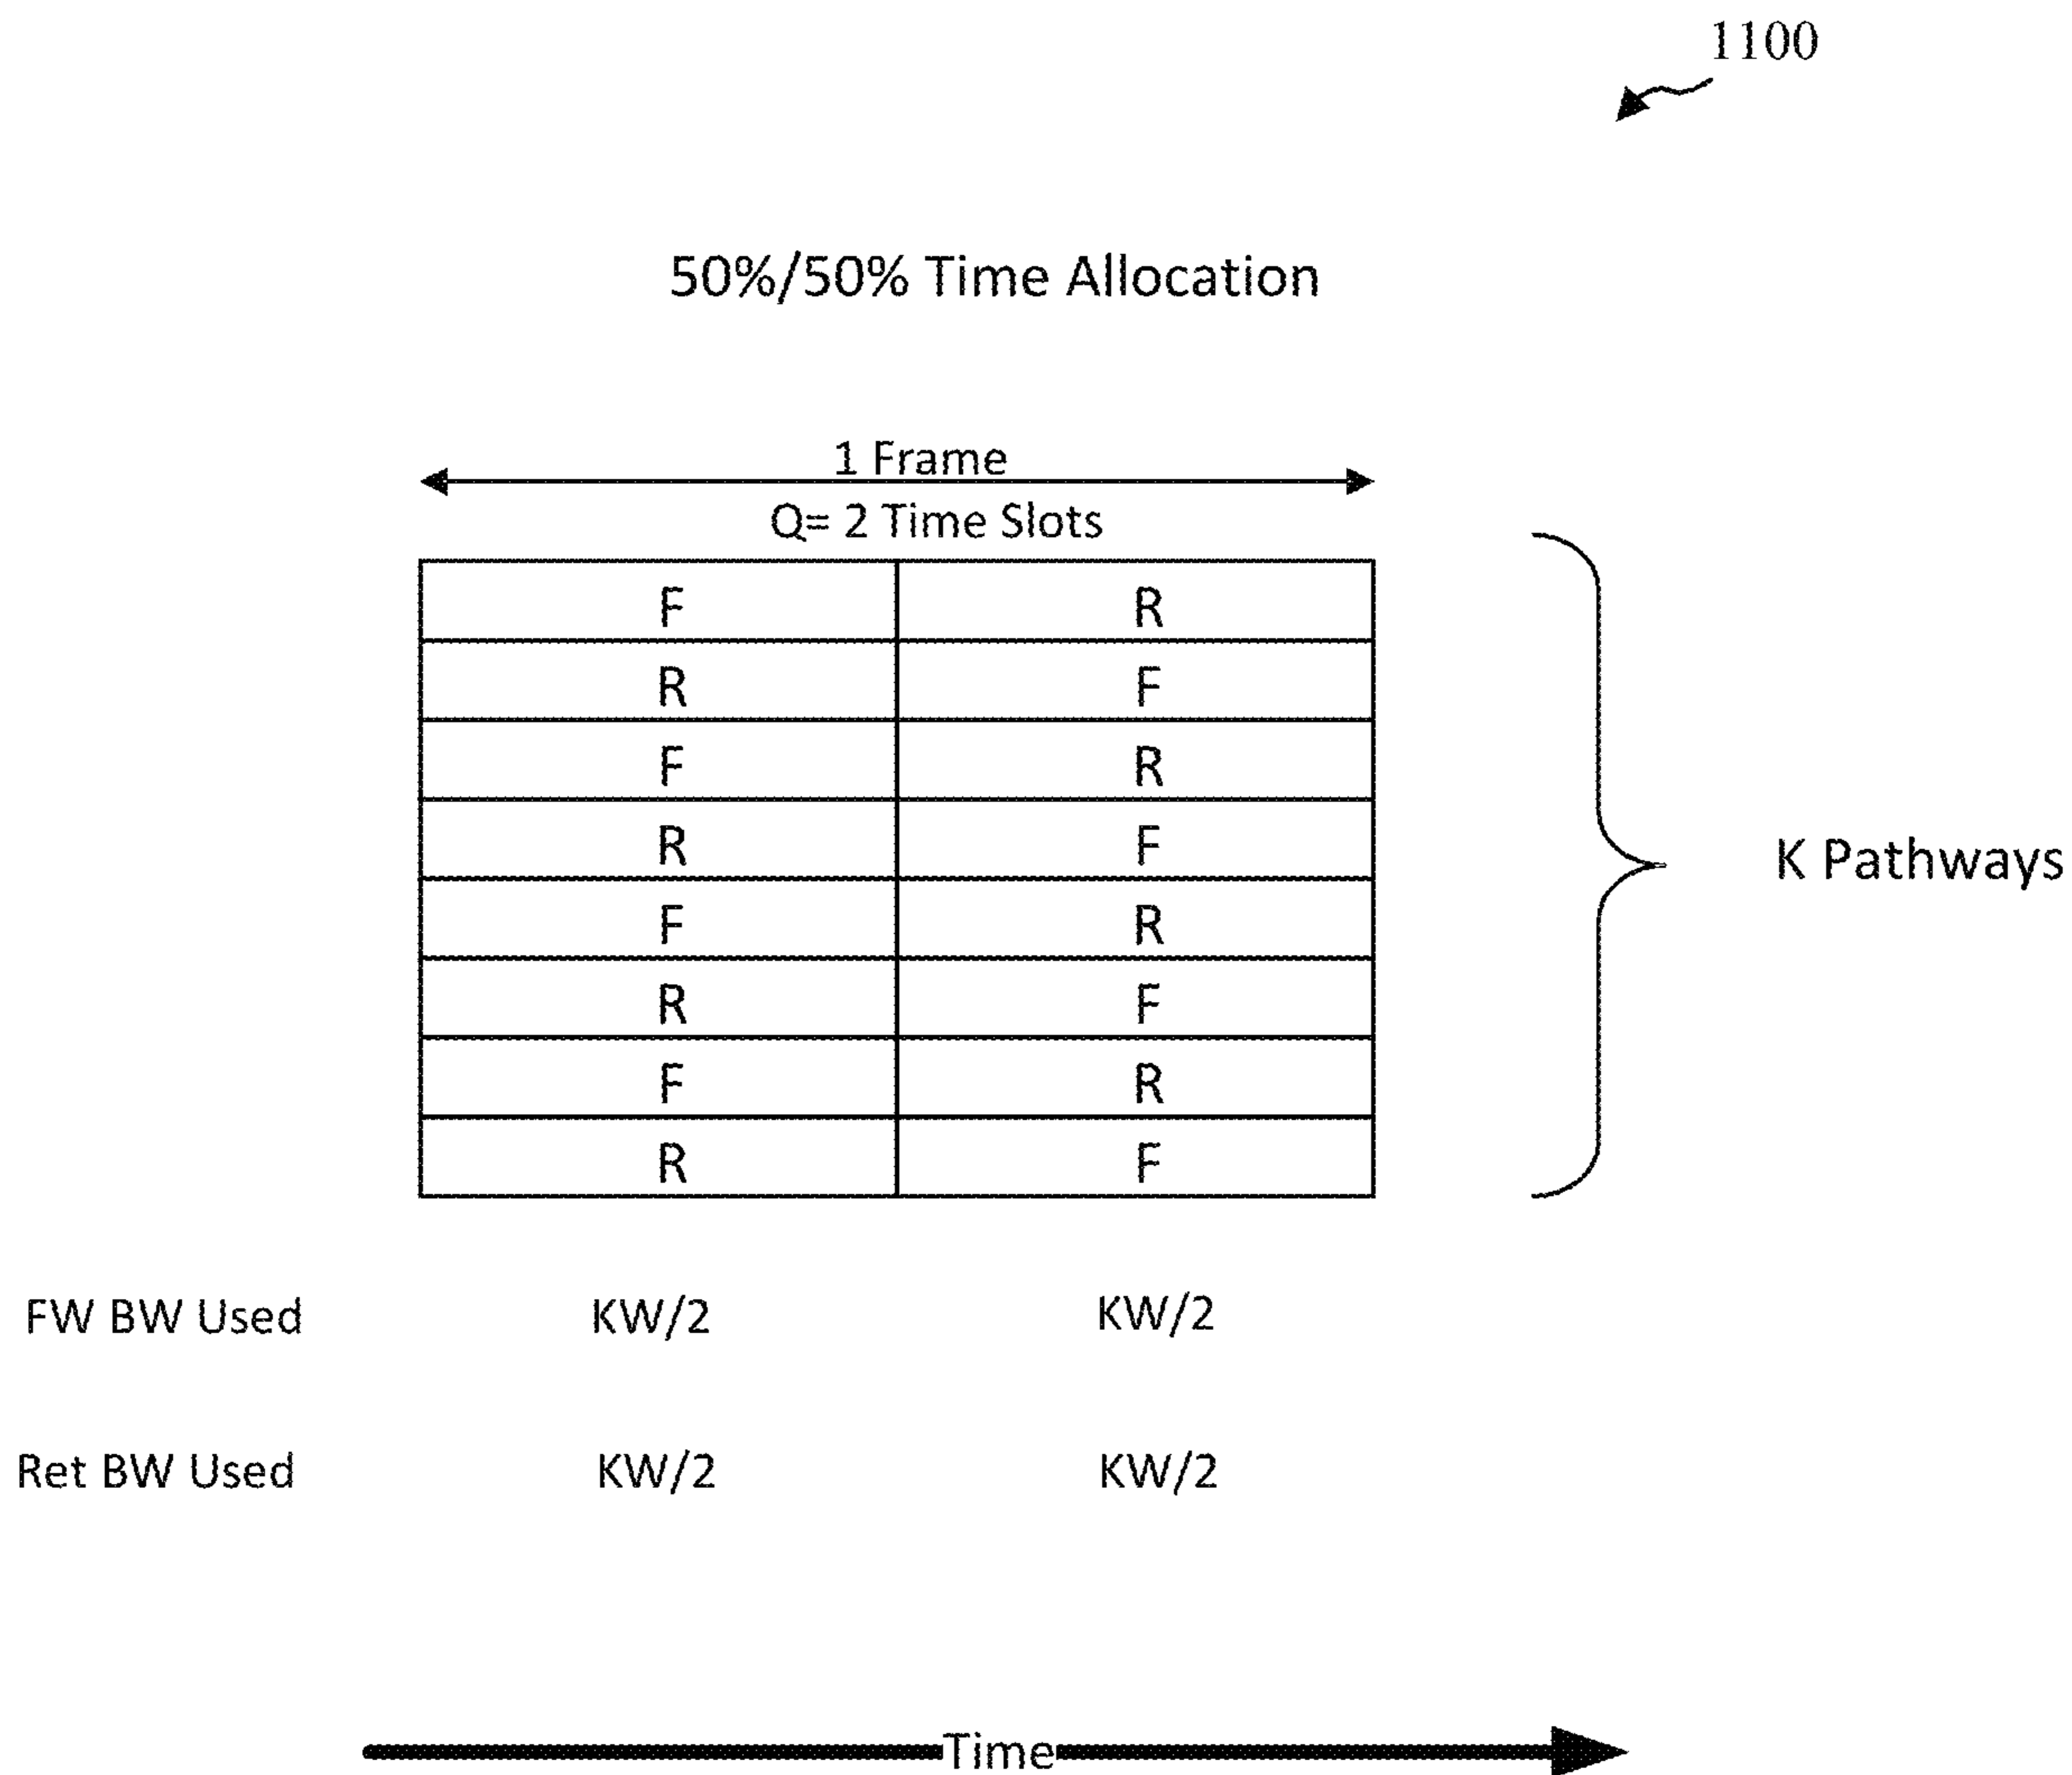 1100
50%/50% Time Allocation
1 Frame
Q= 2 Time Slots
F R
R F
F R
R F
K Pathways
F R
R F
F R
R F
FW BW Used KW/2 KW/2
Ret BW Used KW/2 KW/2
Time